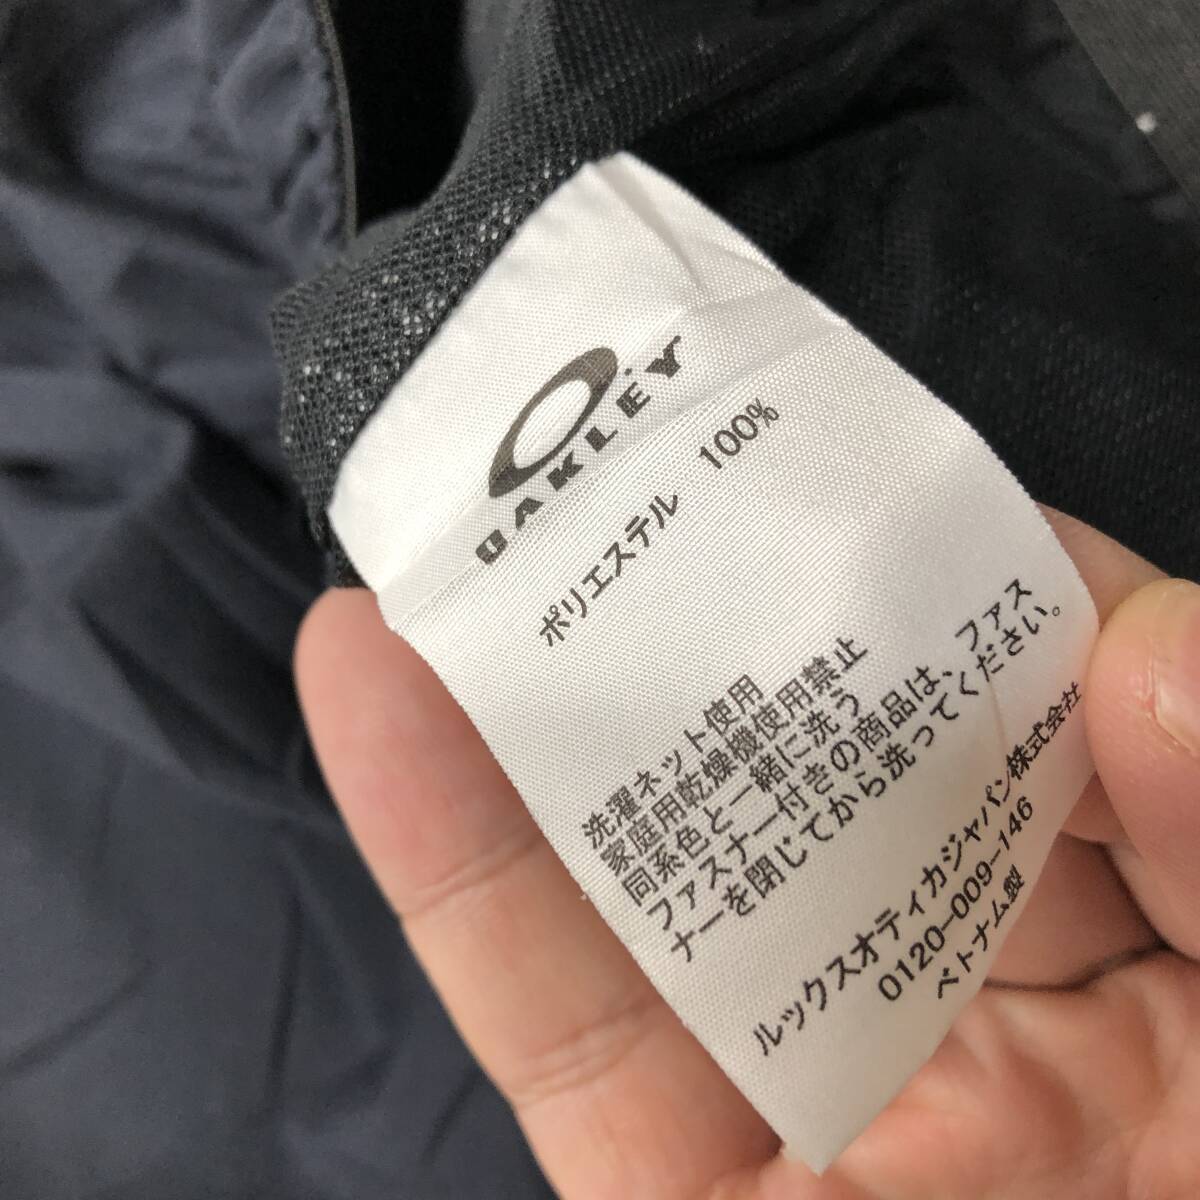 OAKLEY
ポリエステル 100%
洗濯ネット使用
家庭用乾燥機使用禁止
同系色と一緒に洗う
ファスナー付きの商品は、ファス
ナーを閉じてから洗ってください。
ルックスオティカジャパン株式会社
0120-009-146
ベトナム製